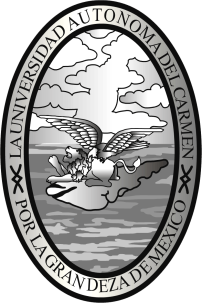 LA UNIVERSIDAD AUTONOMA DEL CARMEN
POR LA GRANDEZA DE MEXICO